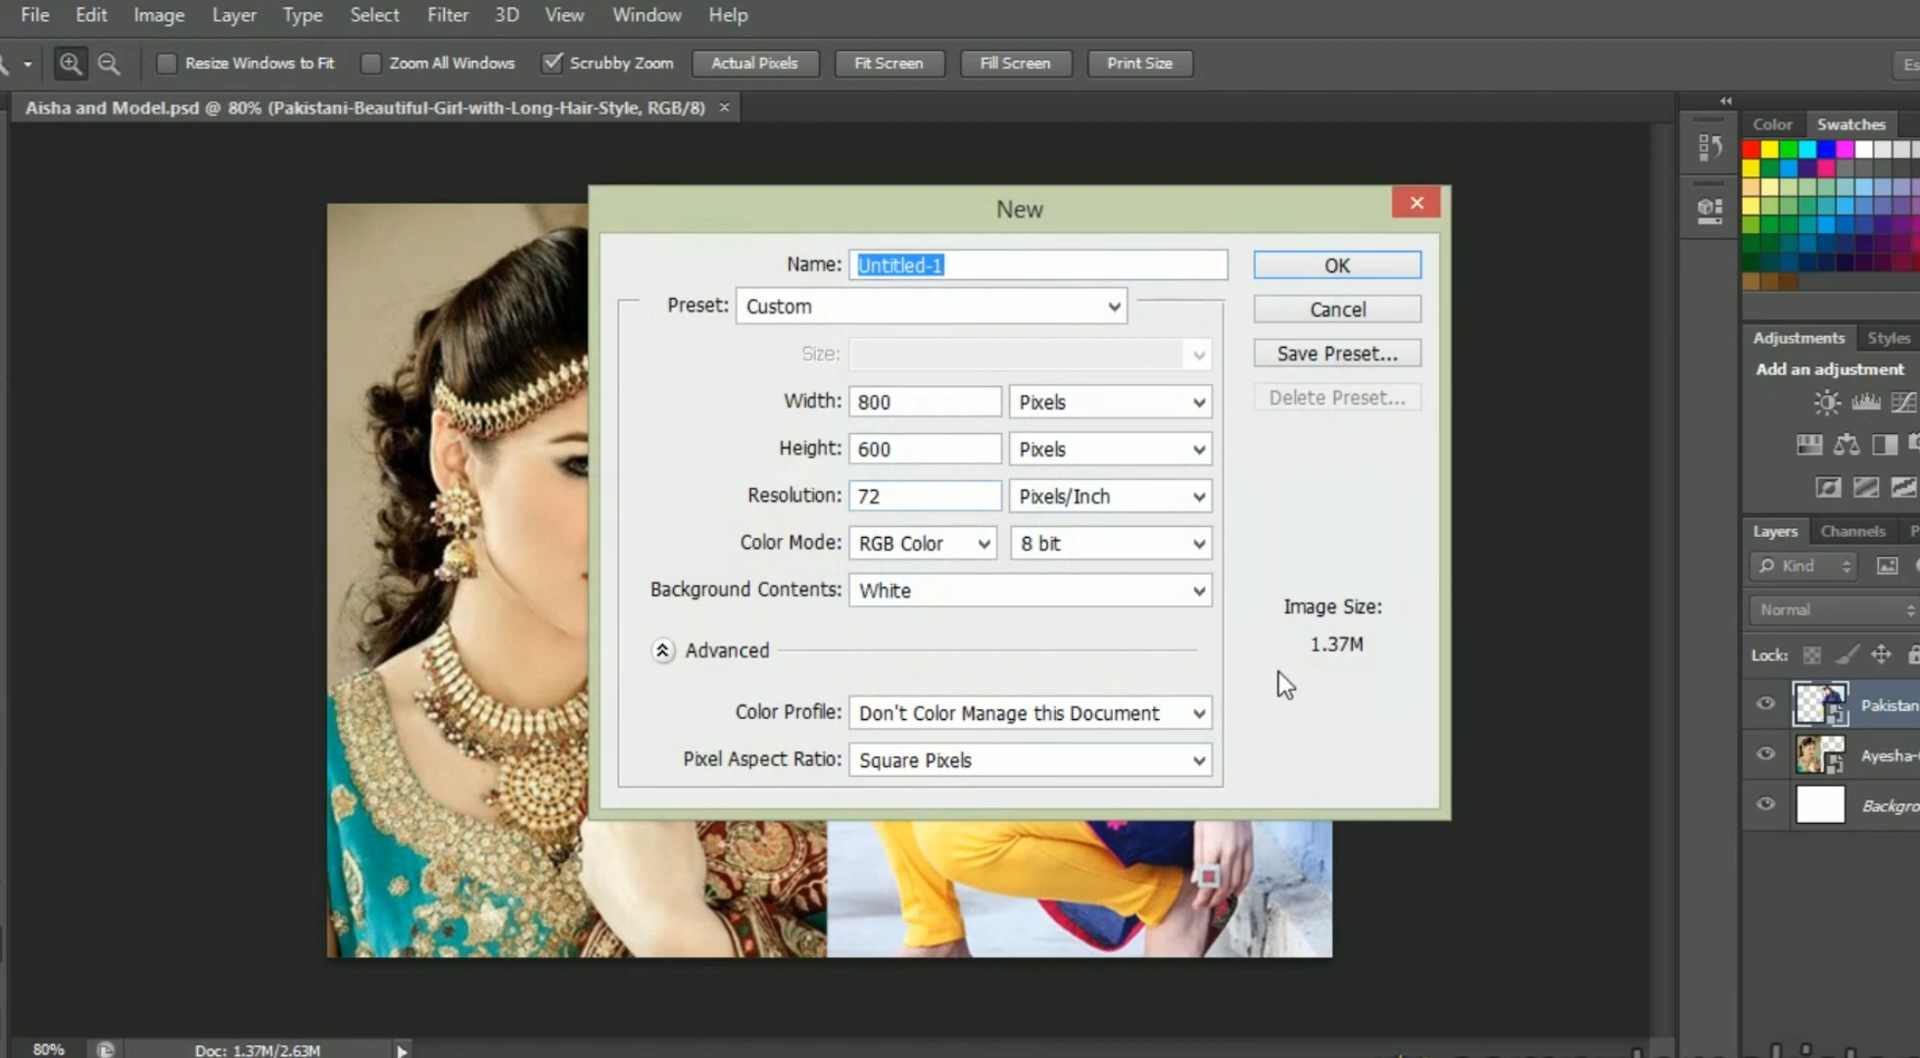 File Edit Image Layer Type Select Filter 3D View Window Help
Resize Windows to Fit Zoom All Windows Scrubby Zoom Actual Pixels Fit Screen Fill Screen Print Size
Aisha and Model.psd @ 80% (Pakistani-Beautiful-Girl-with-Long-Hair-Style, RGB/8) ×
Color Swatches
New
Name: Untitled-1 OK
Preset: Custom Cancel
Size: Save Preset...
Width: 800 Pixels Delete Preset...
Height: 600 Pixels
Resolution: 72 Pixels/Inch
Color Mode: RGB Color 8 bit
Background Contents: White
Image Size:
1.37M
Advanced
Color Profile: Don't Color Manage this Document
Pixel Aspect Ratio: Square Pixels
Adjustments Styles
Add an adjustment
Layers Channels P
Kind
Normal
Lock:
Pakistan
Ayesha-
Backgro
80% Doc: 1.37M/2.63M